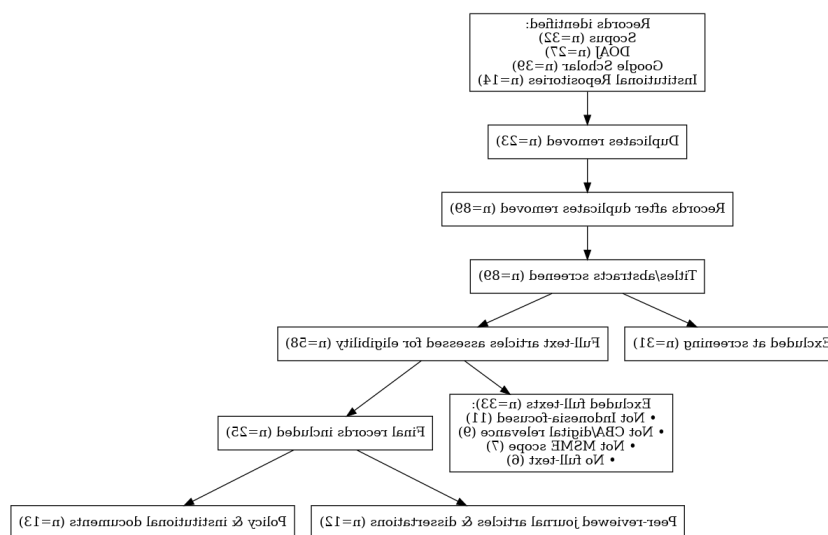 Records identified:
Scopus (n=32)
DOAJ (n=27)
Google Scholar (n=39)
Institutional Repositories (n=14)
Duplicates removed (n=23)
Records after duplicates removed (n=89)
Titles/abstracts screened (n=89)
Excluded at screening (n=31)
Full-text articles assessed for eligibility (n=58)
Excluded full-texts (n=33):
• Not Indonesia-focused (11)
• Not CBA/digital relevance (9)
• Not MSME scope (7)
• No full-text (6)
Final records included (n=25)
Peer-reviewed journal articles & dissertations (n=12)
Policy & institutional documents (n=13)